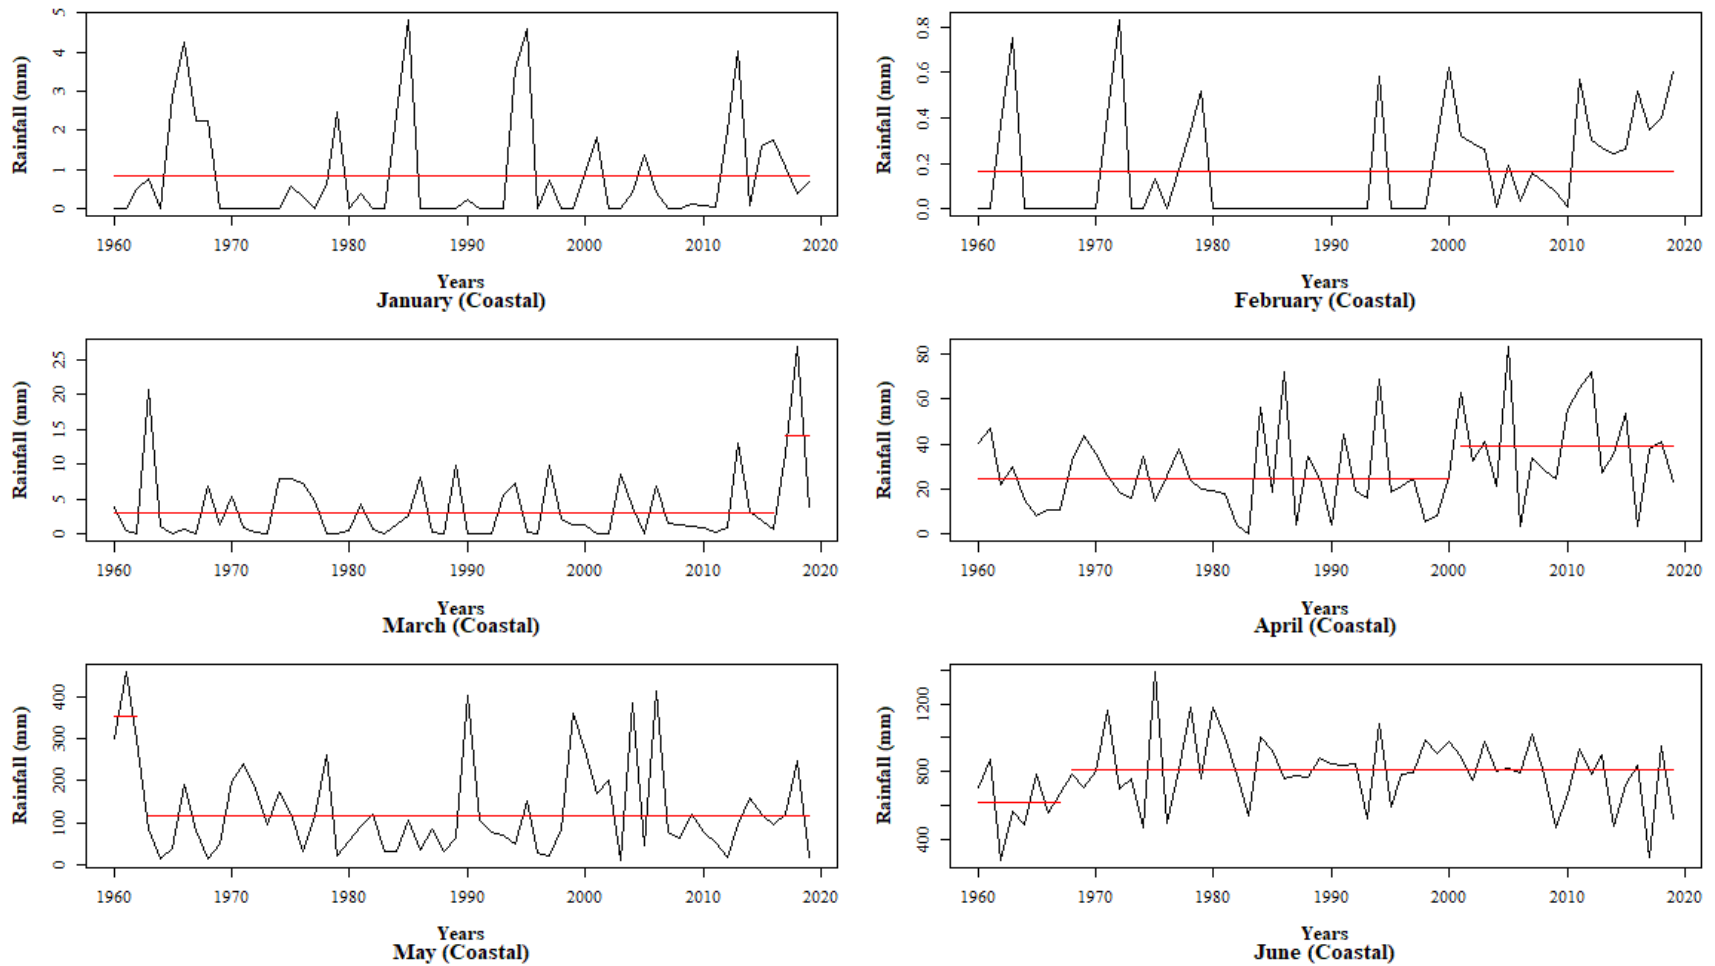 Rainfall (mm)
0 1 2 3 4 5
1960 1970 1980 1990 2000 2010 2020
Years
January (Coastal)
Rainfall (mm)
0.0 0.2 0.4 0.6 0.8
1960 1970 1980 1990 2000 2010 2020
Years
February (Coastal)
Rainfall (mm)
0 5 10 15 20 25
1960 1970 1980 1990 2000 2010 2020
Years
March (Coastal)
Rainfall (mm)
0 20 40 60 80
1960 1970 1980 1990 2000 2010 2020
Years
April (Coastal)
Rainfall (mm)
0 100 200 300 400
1960 1970 1980 1990 2000 2010 2020
Years
May (Coastal)
Rainfall (mm)
400 800 1200
1960 1970 1980 1990 2000 2010 2020
Years
June (Coastal)